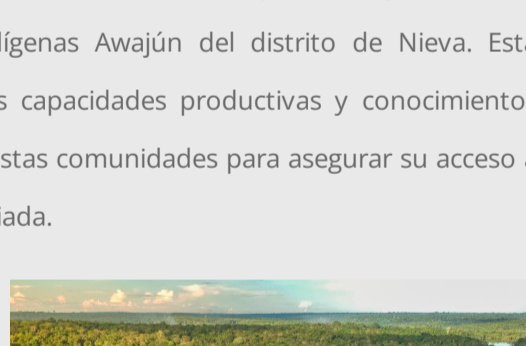 ígenas Awajún del distrito de Nieva. Est
s capacidades productivas y conocimiento
stas comunidades para asegurar su acceso
iada.